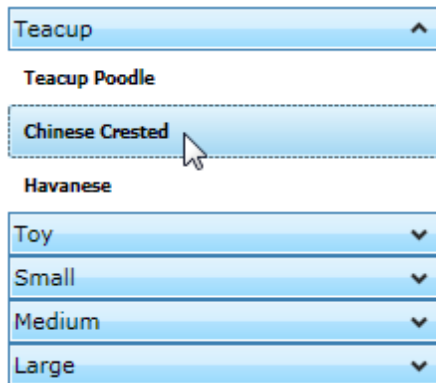 Teacup
Teacup Poodle
Chinese Crested
Havanese
Toy
Small
Medium
Large